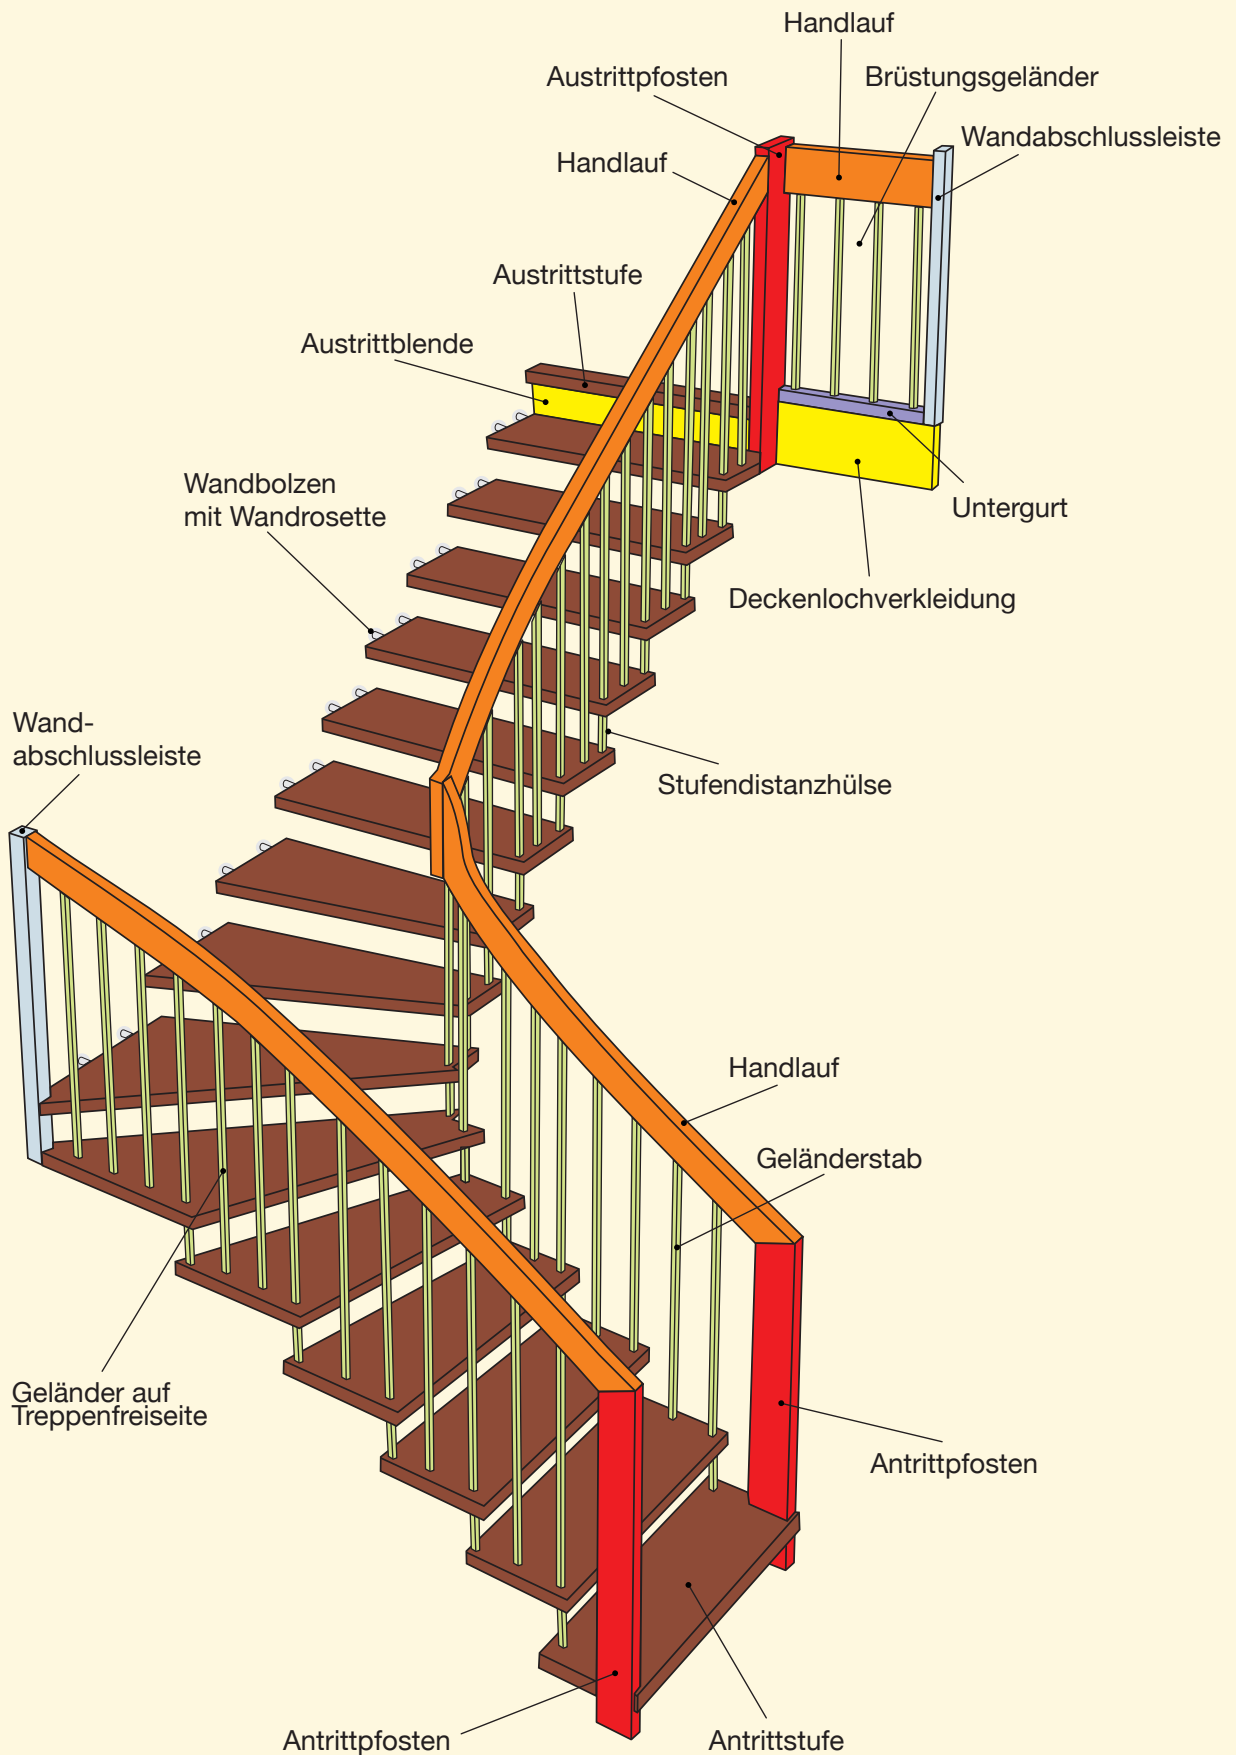 Handlauf
Austrittpfosten
Brüstungsgeländer
Wandabschlussleiste
Handlauf
Austrittstufe
Austrittblende
Wandbolzen
mit Wandrosette
Untergurt
Deckenlochverkleidung
Wand-
abschlussleiste
Stufendistanzhülse
Handlauf
Geländerstab
Geländer auf
Treppenfreiseite
Antrittpfosten
Antrittpfosten
Antrittstufe